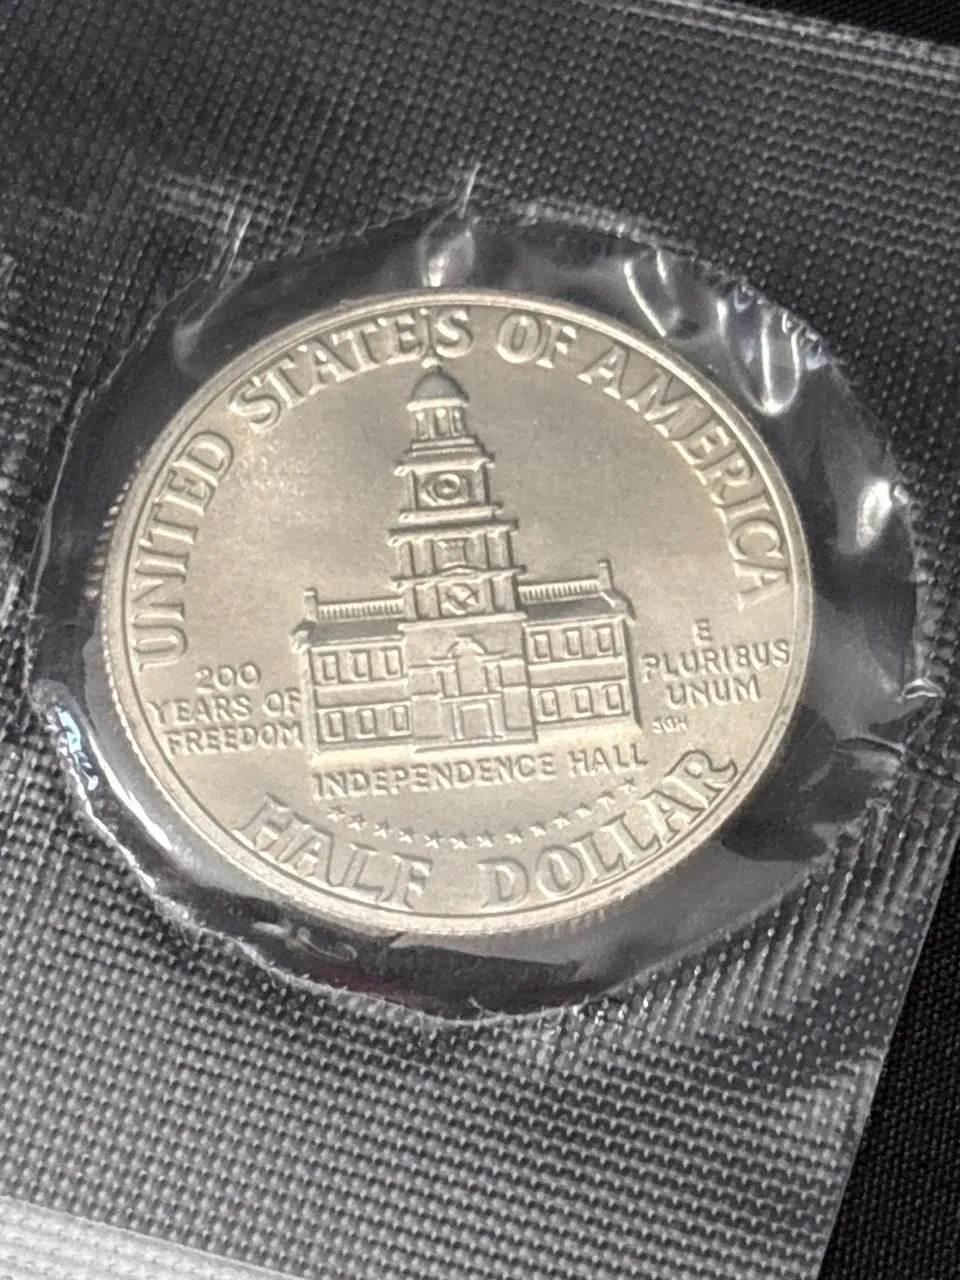 UNITED STATES OF AMERICA
200
YEARS OF
FREEDOM
E
PLURIBUS
UNUM
SGH
INDEPENDENCE HALL
HALF DOLLAR